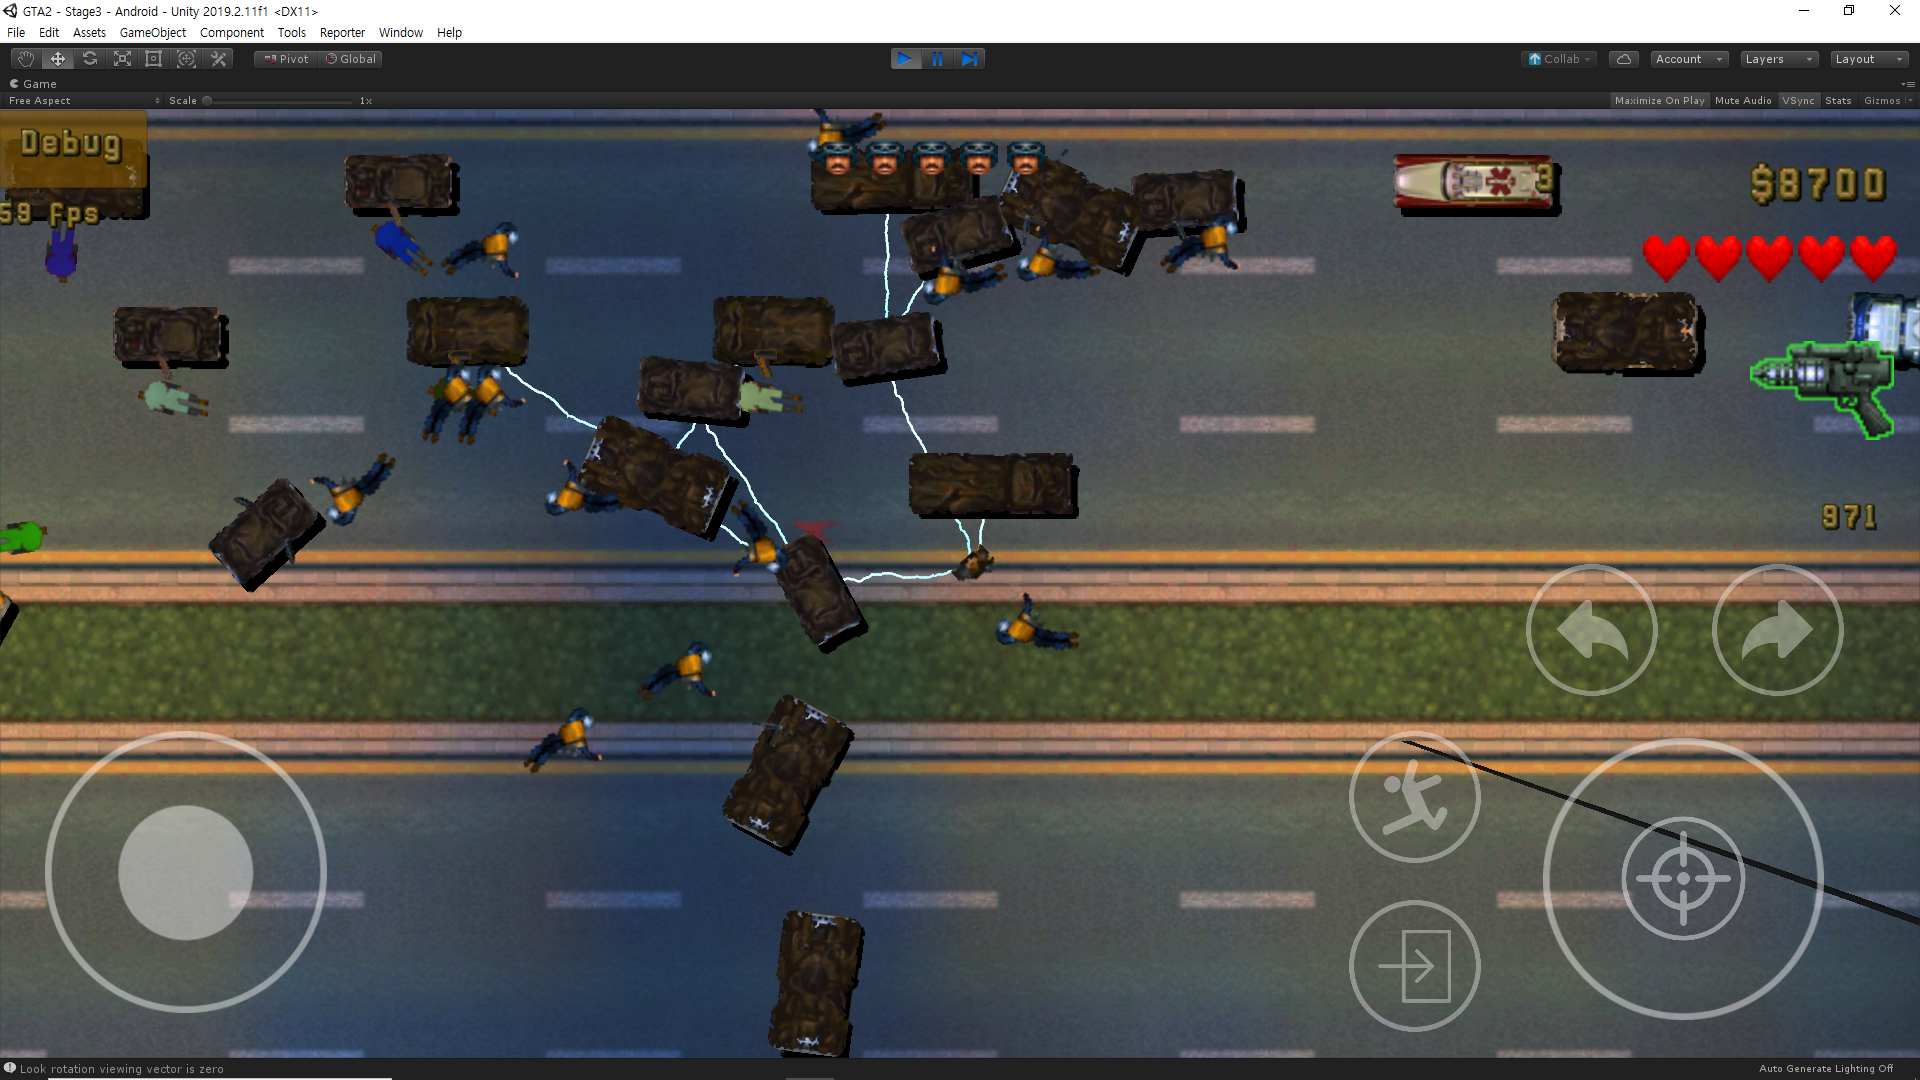 GTA2 - Stage3 - Android - Unity 2019.2.11f1 <DX11>
File Edit Assets GameObject Component Tools Reporter Window Help
Pivot Global Collab Account Layers Layout
Game
Free Aspect Scale 1x Maximize On Play Mute Audio VSync Stats Gizmos
Debug
3
$8700
59 fps
971
Look rotation viewing vector is zero
Auto Generate Lighting Off